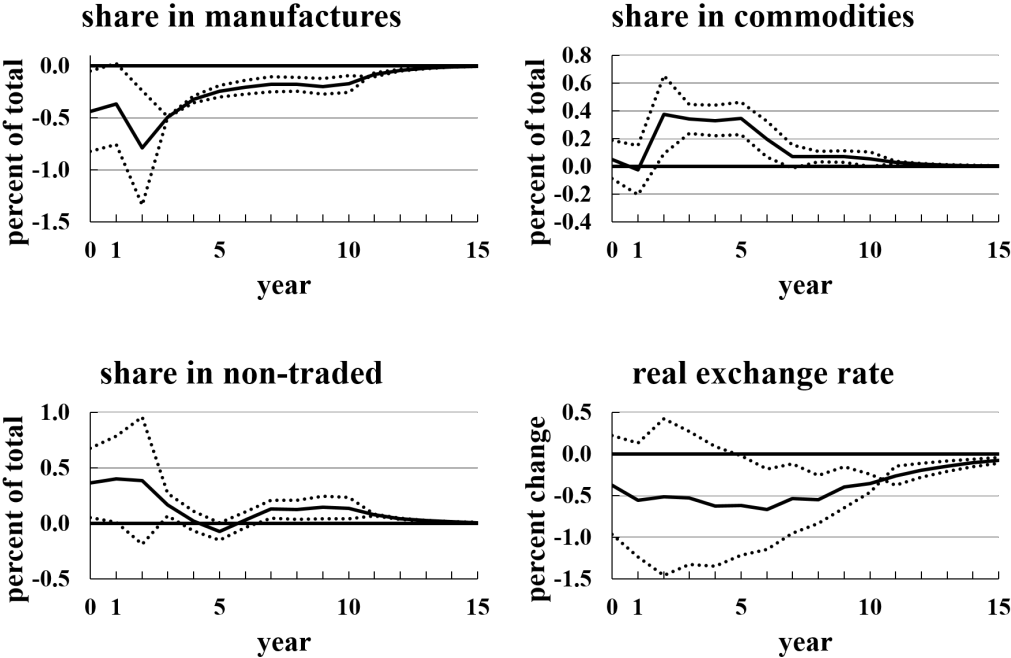 share in manufactures
percent of total
0.0
-0.5
-1.0
-1.5
0 1 5 10 15
year
share in commodities
percent of total
0.8
0.6
0.4
0.2
0.0
-0.2
-0.4
0 1 5 10 15
year
share in non-traded
percent of total
1.0
0.5
0.0
-0.5
0 1 5 10 15
year
real exchange rate
percent change
0.5
0.0
-0.5
-1.0
-1.5
0 1 5 10 15
year